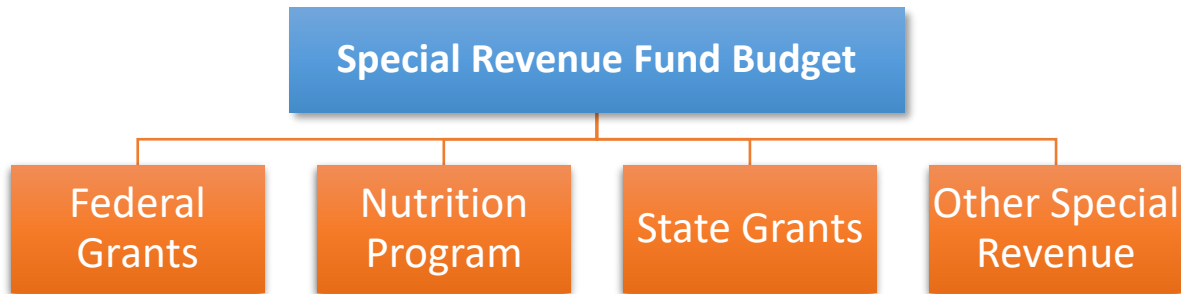 Special Revenue Fund Budget
Federal
Grants
Nutrition
Program
State Grants
Other Special
Revenue